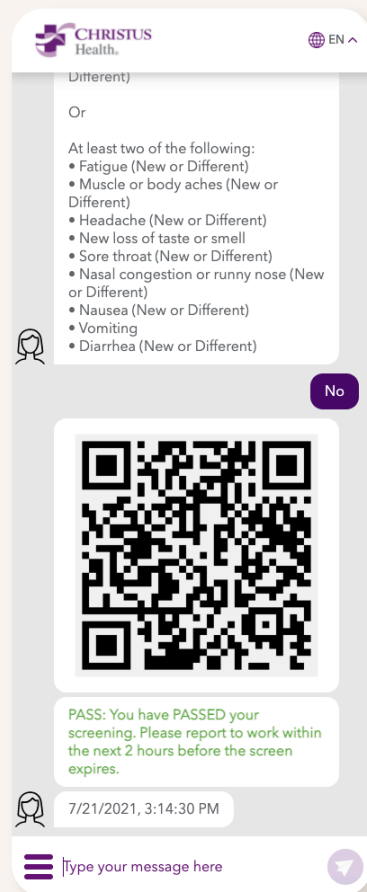 CHRISTUS
Health.
EN
Different)
Or
At least two of the following:
• Fatigue (New or Different)
• Muscle or body aches (New or
Different)
• Headache (New or Different)
• New loss of taste or smell
• Sore throat (New or Different)
• Nasal congestion or runny nose (New
or Different)
• Nausea (New or Different)
• Vomiting
• Diarrhea (New or Different)
No
PASS: You have PASSED your
screening. Please report to work within
the next 2 hours before the screen
expires.
7/21/2021, 3:14:30 PM
Type your message here